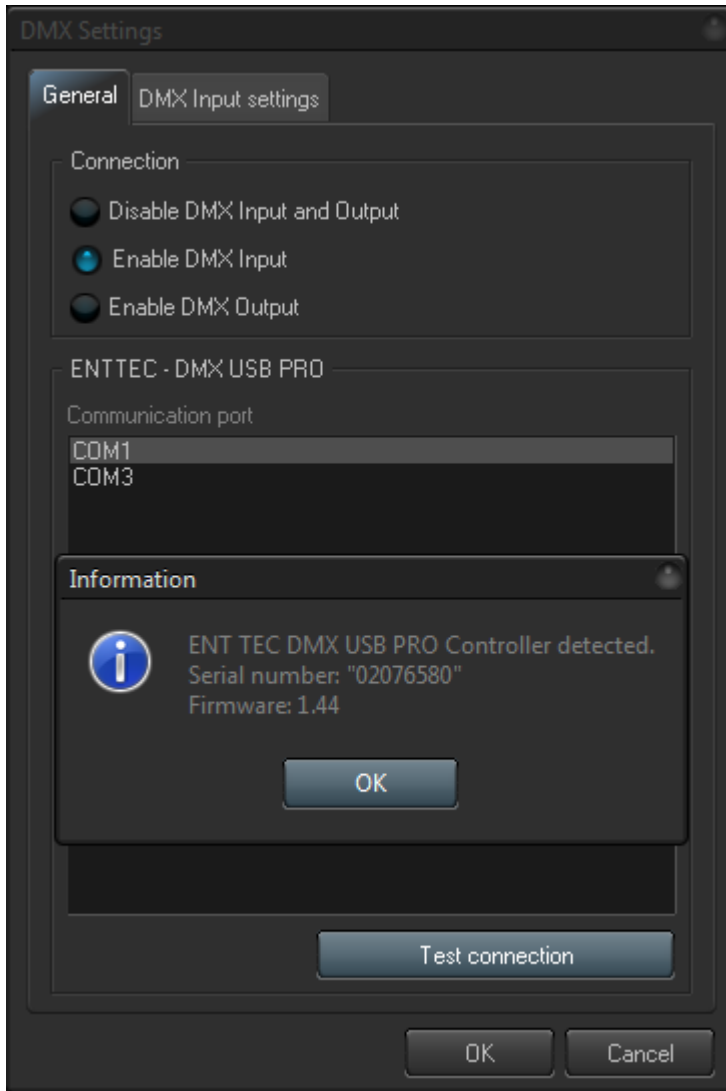 DMX Settings
General
DMX Input settings
Connection
Disable DMX Input and Output
Enable DMX Input
Enable DMX Output
ENTTEC - DMX USB PRO
Communication port
COM1
COM3
Information
ENT TEC DMX USB PRO Controller detected.
Serial number: "02076580"
Firmware: 1.44
OK
Test connection
OK
Cancel